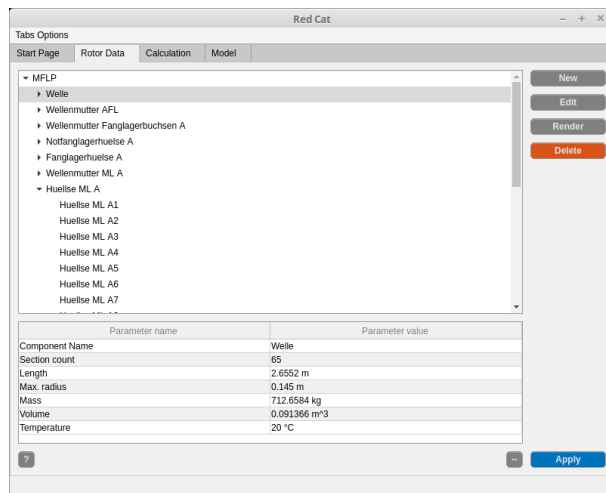 Red Cat
Tabs Options
Start Page Rotor Data Calculation Model
MFLP
Welle
Wellenmutter AFL
Wellenmutter Fanglagerbuchsen A
Notfanglagerhuelse A
Fanglagerhuelse A
Wellenmutter ML A
Huellse ML A
Huellse ML A1
Huellse ML A2
Huellse ML A3
Huellse ML A4
Huellse ML A5
Huellse ML A6
Huellse ML A7
New
Edit
Render
Delete
Parameter name Parameter value
Component Name Welle
Section count 65
Length 2.6552 m
Max. radius 0.145 m
Mass 712.6584 kg
Volume 0.091366 m^3
Temperature 20 °C
? -- Apply